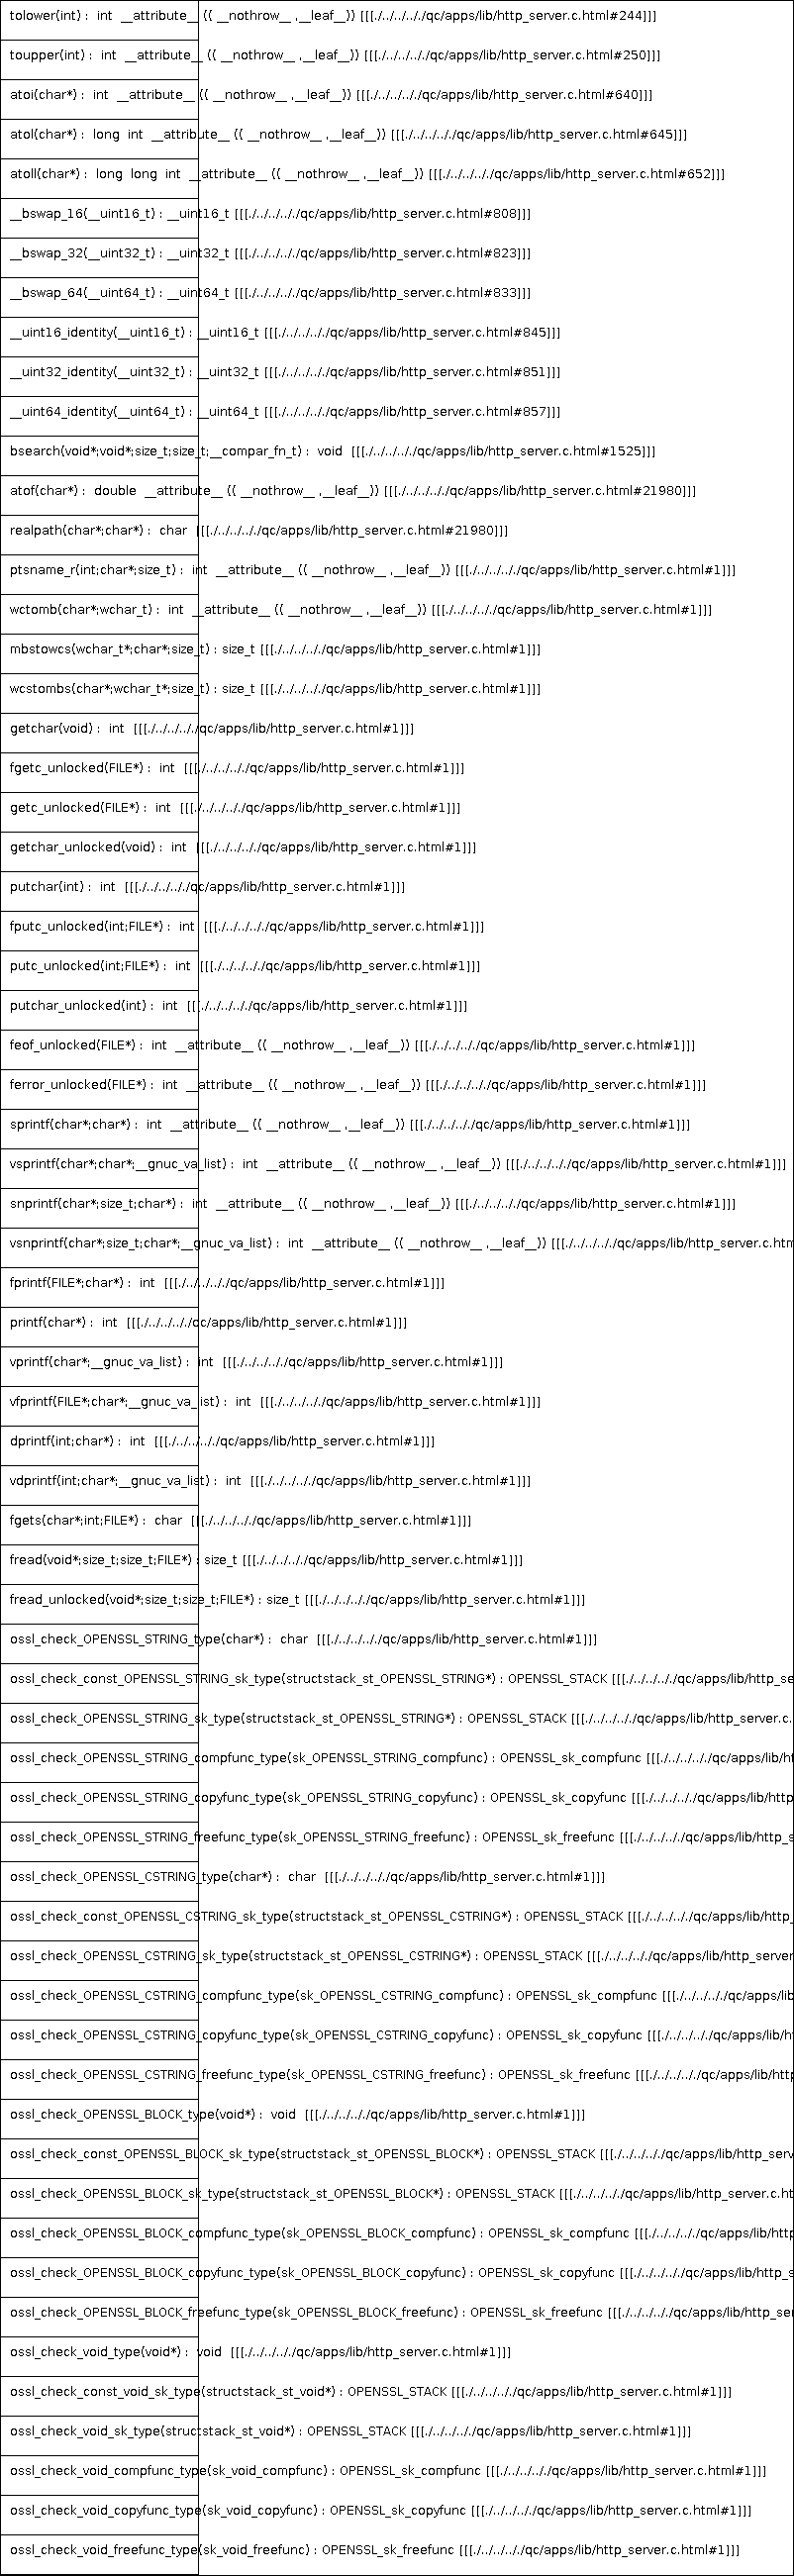 tolower(int) : int __attribute__ (( __nothrow__ ,__leaf__)) [[[./../../../qc/apps/lib/http_server.c.html#244]]]
toupper(int) : int __attribute__ (( __nothrow__ ,__leaf__)) [[[./../../../qc/apps/lib/http_server.c.html#250]]]
atoi(char*) : int __attribute__ (( __nothrow__ ,__leaf__)) [[[./../../../qc/apps/lib/http_server.c.html#640]]]
atol(char*) : long int __attribute__ (( __nothrow__ ,__leaf__)) [[[./../../../qc/apps/lib/http_server.c.html#645]]]
atoll(char*) : long long int __attribute__ (( __nothrow__ ,__leaf__)) [[[./../../../qc/apps/lib/http_server.c.html#652]]]
__bswap_16(__uint16_t) : __uint16_t [[[./../../../qc/apps/lib/http_server.c.html#808]]]
__bswap_32(__uint32_t) : __uint32_t [[[./../../../qc/apps/lib/http_server.c.html#823]]]
__bswap_64(__uint64_t) : __uint64_t [[[./../../../qc/apps/lib/http_server.c.html#833]]]
__uint16_identity(__uint16_t) : __uint16_t [[[./../../../qc/apps/lib/http_server.c.html#845]]]
__uint32_identity(__uint32_t) : __uint32_t [[[./../../../qc/apps/lib/http_server.c.html#851]]]
__uint64_identity(__uint64_t) : __uint64_t [[[./../../../qc/apps/lib/http_server.c.html#857]]]
bsearch(void*;void*;size_t;size_t;__compar_fn_t) : void [[[./../../../qc/apps/lib/http_server.c.html#1525]]]
atof(char*) : double __attribute__ (( __nothrow__ ,__leaf__)) [[[./../../../qc/apps/lib/http_server.c.html#21980]]]
realpath(char*;char*) : char [[[./../../../qc/apps/lib/http_server.c.html#21980]]]
ptsname_r(int;char*;size_t) : int __attribute__ (( __nothrow__ ,__leaf__)) [[[./../../../qc/apps/lib/http_server.c.html#1]]]
wctomb(char*;wchar_t) : int __attribute__ (( __nothrow__ ,__leaf__)) [[[./../../../qc/apps/lib/http_server.c.html#1]]]
mbstowcs(wchar_t*;char*;size_t) : size_t [[[./../../../qc/apps/lib/http_server.c.html#1]]]
wcstombs(char*;wchar_t*;size_t) : size_t [[[./../../../qc/apps/lib/http_server.c.html#1]]]
getchar(void) : int [[[./../../../qc/apps/lib/http_server.c.html#1]]]
fgetc_unlocked(FILE*) : int [[[./../../../qc/apps/lib/http_server.c.html#1]]]
getc_unlocked(FILE*) : int [[[./../../../qc/apps/lib/http_server.c.html#1]]]
getchar_unlocked(void) : int [[[./../../../qc/apps/lib/http_server.c.html#1]]]
putchar(int) : int [[[./../../../qc/apps/lib/http_server.c.html#1]]]
fputc_unlocked(int;FILE*) : int [[[./../../../qc/apps/lib/http_server.c.html#1]]]
putc_unlocked(int;FILE*) : int [[[./../../../qc/apps/lib/http_server.c.html#1]]]
putchar_unlocked(int) : int [[[./../../../qc/apps/lib/http_server.c.html#1]]]
feof_unlocked(FILE*) : int __attribute__ (( __nothrow__ ,__leaf__)) [[[./../../../qc/apps/lib/http_server.c.html#1]]]
ferror_unlocked(FILE*) : int __attribute__ (( __nothrow__ ,__leaf__)) [[[./../../../qc/apps/lib/http_server.c.html#1]]]
sprintf(char*;char*) : int __attribute__ (( __nothrow__ ,__leaf__)) [[[./../../../qc/apps/lib/http_server.c.html#1]]]
vsprintf(char*;char*;__gnuc_va_list) : int __attribute__ (( __nothrow__ ,__leaf__)) [[[./../../../qc/apps/lib/http_server.c.html#1]]]
snprintf(char*;size_t;char*) : int __attribute__ (( __nothrow__ ,__leaf__)) [[[./../../../qc/apps/lib/http_server.c.html#1]]]
vsnprintf(char*;size_t;char*;__gnuc_va_list) : int __attribute__ (( __nothrow__ ,__leaf__)) [[[./../../../qc/apps/lib/http_server.c.htm
fprintf(FILE*;char*) : int [[[./../../../qc/apps/lib/http_server.c.html#1]]]
printf(char*) : int [[[./../../../qc/apps/lib/http_server.c.html#1]]]
vprintf(char*;__gnuc_va_list) : int [[[./../../../qc/apps/lib/http_server.c.html#1]]]
vfprintf(FILE*;char*;__gnuc_va_list) : int [[[./../../../qc/apps/lib/http_server.c.html#1]]]
dprintf(int;char*) : int [[[./../../../qc/apps/lib/http_server.c.html#1]]]
vdprintf(int;char*;__gnuc_va_list) : int [[[./../../../qc/apps/lib/http_server.c.html#1]]]
fgets(char*;int;FILE*) : char [[[./../../../qc/apps/lib/http_server.c.html#1]]]
fread(void*;size_t;size_t;FILE*) : size_t [[[./../../../qc/apps/lib/http_server.c.html#1]]]
fread_unlocked(void*;size_t;size_t;FILE*) : size_t [[[./../../../qc/apps/lib/http_server.c.html#1]]]
ossl_check_OPENSSL_STRING_type(char*) : char [[[./../../../qc/apps/lib/http_server.c.html#1]]]
ossl_check_const_OPENSSL_STRING_sk_type(structstack_st_OPENSSL_STRING*) : OPENSSL_STACK [[[./../../../qc/apps/lib/http_se
ossl_check_OPENSSL_STRING_sk_type(structstack_st_OPENSSL_STRING*) : OPENSSL_STACK [[[./../../../qc/apps/lib/http_server.c.
ossl_check_OPENSSL_STRING_compfunc_type(sk_OPENSSL_STRING_compfunc) : OPENSSL_sk_compfunc [[[./../../../qc/apps/lib/ht
ossl_check_OPENSSL_STRING_copyfunc_type(sk_OPENSSL_STRING_copyfunc) : OPENSSL_sk_copyfunc [[[./../../../qc/apps/lib/http
ossl_check_OPENSSL_STRING_freefunc_type(sk_OPENSSL_STRING_freefunc) : OPENSSL_sk_freefunc [[[./../../../qc/apps/lib/http_s
ossl_check_OPENSSL_CSTRING_type(char*) : char [[[./../../../qc/apps/lib/http_server.c.html#1]]]
ossl_check_const_OPENSSL_CSTRING_sk_type(structstack_st_OPENSSL_CSTRING*) : OPENSSL_STACK [[[./../../../qc/apps/lib/http_
ossl_check_OPENSSL_CSTRING_sk_type(structstack_st_OPENSSL_CSTRING*) : OPENSSL_STACK [[[./../../../qc/apps/lib/http_server
ossl_check_OPENSSL_CSTRING_compfunc_type(sk_OPENSSL_CSTRING_compfunc) : OPENSSL_sk_compfunc [[[./../../../qc/apps/lib
ossl_check_OPENSSL_CSTRING_copyfunc_type(sk_OPENSSL_CSTRING_copyfunc) : OPENSSL_sk_copyfunc [[[./../../../qc/apps/lib/ht
ossl_check_OPENSSL_CSTRING_freefunc_type(sk_OPENSSL_CSTRING_freefunc) : OPENSSL_sk_freefunc [[[./../../../qc/apps/lib/http
ossl_check_OPENSSL_BLOCK_type(void*) : void [[[./../../../qc/apps/lib/http_server.c.html#1]]]
ossl_check_const_OPENSSL_BLOCK_sk_type(structstack_st_OPENSSL_BLOCK*) : OPENSSL_STACK [[[./../../../qc/apps/lib/http_serv
ossl_check_OPENSSL_BLOCK_sk_type(structstack_st_OPENSSL_BLOCK*) : OPENSSL_STACK [[[./../../../qc/apps/lib/http_server.c.ht
ossl_check_OPENSSL_BLOCK_compfunc_type(sk_OPENSSL_BLOCK_compfunc) : OPENSSL_sk_compfunc [[[./../../../qc/apps/lib/http
ossl_check_OPENSSL_BLOCK_copyfunc_type(sk_OPENSSL_BLOCK_copyfunc) : OPENSSL_sk_copyfunc [[[./../../../qc/apps/lib/http_s
ossl_check_OPENSSL_BLOCK_freefunc_type(sk_OPENSSL_BLOCK_freefunc) : OPENSSL_sk_freefunc [[[./../../../qc/apps/lib/http_ser
ossl_check_void_type(void*) : void [[[./../../../qc/apps/lib/http_server.c.html#1]]]
ossl_check_const_void_sk_type(structstack_st_void*) : OPENSSL_STACK [[[./../../../qc/apps/lib/http_server.c.html#1]]]
ossl_check_void_sk_type(structstack_st_void*) : OPENSSL_STACK [[[./../../../qc/apps/lib/http_server.c.html#1]]]
ossl_check_void_compfunc_type(sk_void_compfunc) : OPENSSL_sk_compfunc [[[./../../../qc/apps/lib/http_server.c.html#1]]]
ossl_check_void_copyfunc_type(sk_void_copyfunc) : OPENSSL_sk_copyfunc [[[./../../../qc/apps/lib/http_server.c.html#1]]]
ossl_check_void_freefunc_type(sk_void_freefunc) : OPENSSL_sk_freefunc [[[./../../../qc/apps/lib/http_server.c.html#1]]]